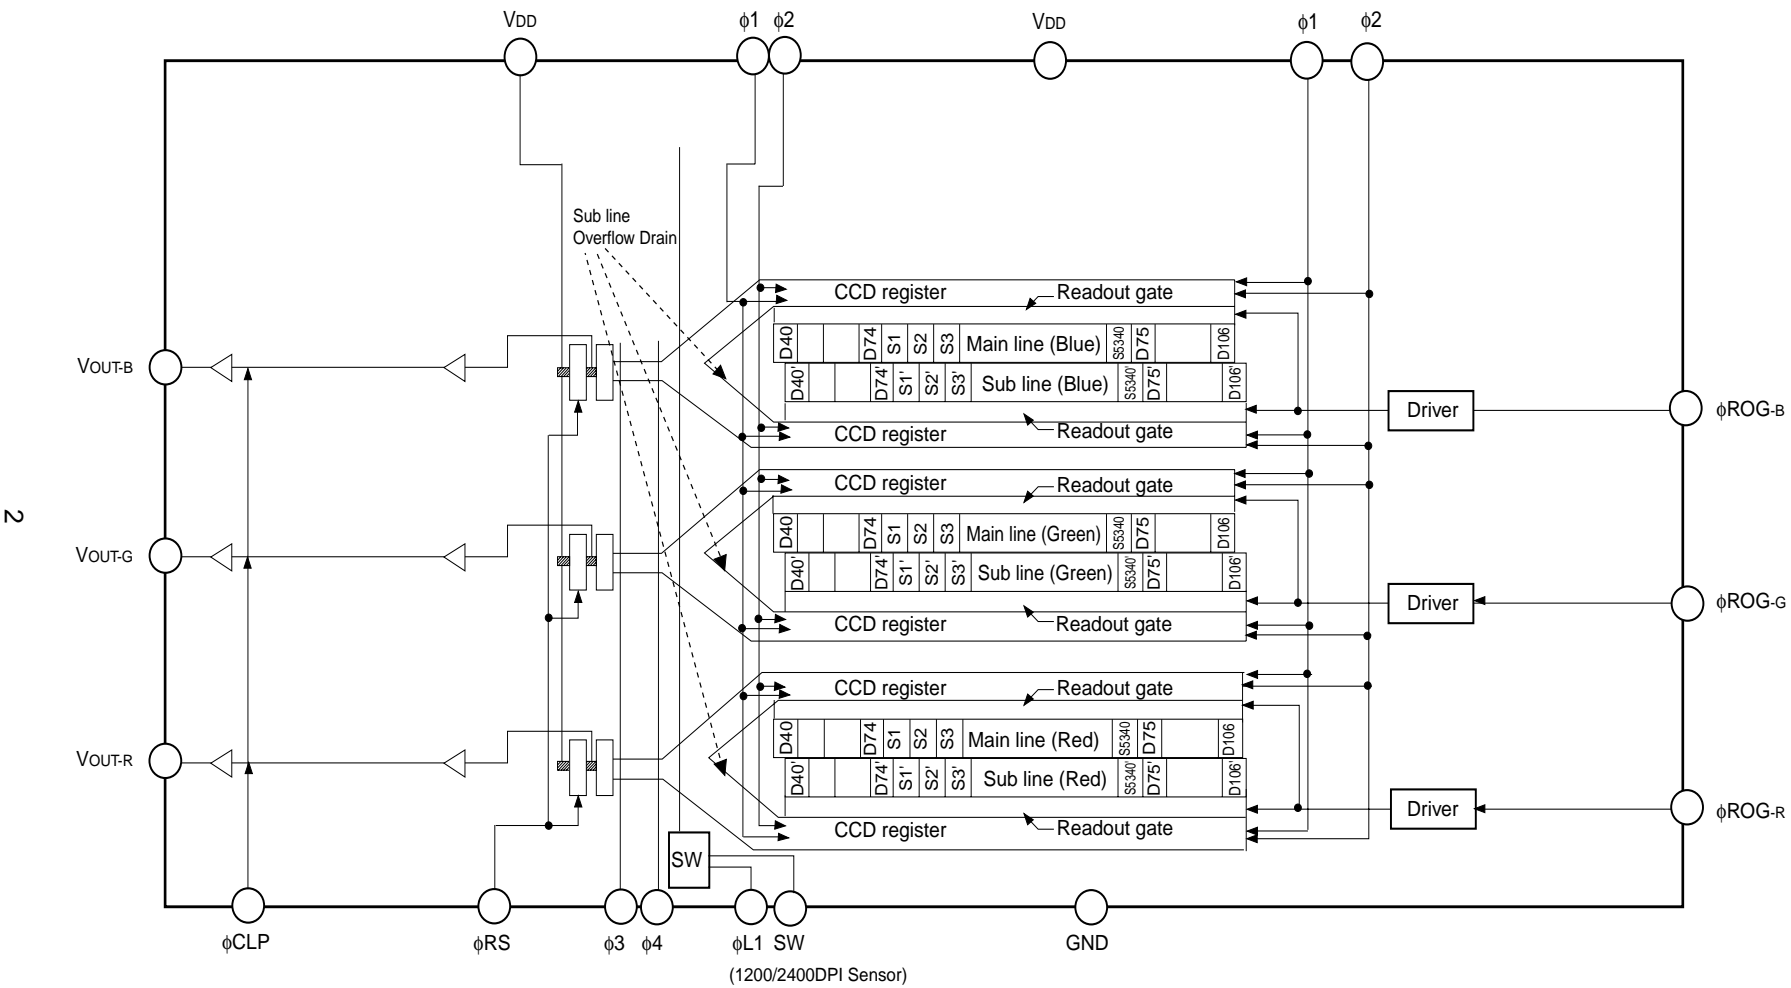 VDD ϕ1 ϕ2 VDD ϕ1 ϕ2
Sub line
Overflow Drain
CCD register Readout gate
D40 D74 S1 S2 S3 Main line (Blue) S5340 D75 D106
D40' D74' S1' S2' S3' Sub line (Blue) S5340' D75' D106'
CCD register Readout gate
VOUT-B
Driver ϕROG-B
CCD register Readout gate
D40 D74 S1 S2 S3 Main line (Green) S5340 D75 D106
D40' D74' S1' S2' S3' Sub line (Green) S5340' D75' D106'
CCD register Readout gate
VOUT-G
Driver ϕROG-G
2
CCD register Readout gate
D40 D74 S1 S2 S3 Main line (Red) S5340 D75 D106
D40' D74' S1' S2' S3' Sub line (Red) S5340' D75' D106'
CCD register Readout gate
VOUT-R
Driver ϕROG-R
SW
ϕCLP ϕRS ϕ3 ϕ4 ϕL1 SW GND
(1200/2400DPI Sensor)